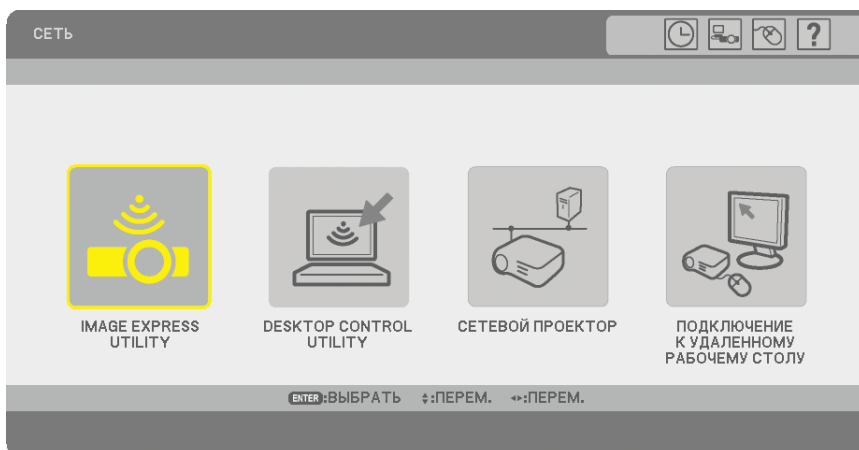 СЕТЬ
?
IMAGE EXPRESS
UTILITY
DESKTOP CONTROL
UTILITY
СЕТЕВОЙ ПРОЕКТОР
ПОДКЛЮЧЕНИЕ
К УДАЛЕННОМУ
РАБОЧЕМУ СТОЛУ
ENTER:ВЫБРАТЬ :ПЕРЕМ. :ПЕРЕМ.